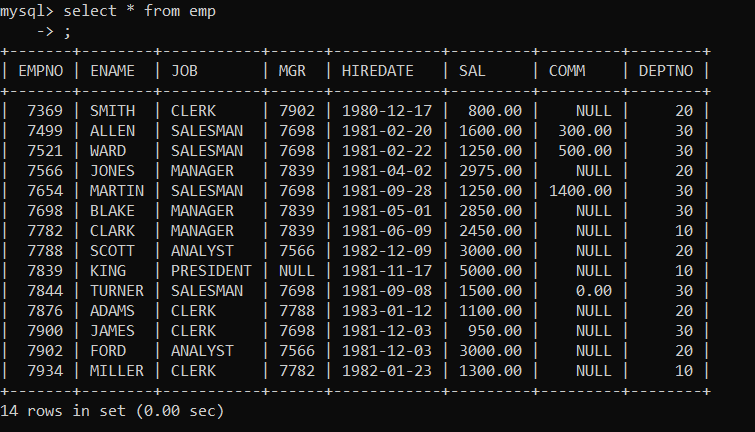 mysql> select * from emp
    -> ;
+-------+--------+-----------+------+------------+---------+---------+--------+
| EMPNO | ENAME  | JOB       | MGR  | HIREDATE   | SAL     | COMM    | DEPTNO |
+-------+--------+-----------+------+------------+---------+---------+--------+
|  7369 | SMITH  | CLERK     | 7902 | 1980-12-17 |  800.00 |    NULL |     20 |
|  7499 | ALLEN  | SALESMAN  | 7698 | 1981-02-20 | 1600.00 |  300.00 |     30 |
|  7521 | WARD   | SALESMAN  | 7698 | 1981-02-22 | 1250.00 |  500.00 |     30 |
|  7566 | JONES  | MANAGER   | 7839 | 1981-04-02 | 2975.00 |    NULL |     20 |
|  7654 | MARTIN | SALESMAN  | 7698 | 1981-09-28 | 1250.00 | 1400.00 |     30 |
|  7698 | BLAKE  | MANAGER   | 7839 | 1981-05-01 | 2850.00 |    NULL |     30 |
|  7782 | CLARK  | MANAGER   | 7839 | 1981-06-09 | 2450.00 |    NULL |     10 |
|  7788 | SCOTT  | ANALYST   | 7566 | 1982-12-09 | 3000.00 |    NULL |     20 |
|  7839 | KING   | PRESIDENT | NULL | 1981-11-17 | 5000.00 |    NULL |     10 |
|  7844 | TURNER | SALESMAN  | 7698 | 1981-09-08 | 1500.00 |    0.00 |     30 |
|  7876 | ADAMS  | CLERK     | 7788 | 1983-01-12 | 1100.00 |    NULL |     20 |
|  7900 | JAMES  | CLERK     | 7698 | 1981-12-03 |  950.00 |    NULL |     30 |
|  7902 | FORD   | ANALYST   | 7566 | 1981-12-03 | 3000.00 |    NULL |     20 |
|  7934 | MILLER | CLERK     | 7782 | 1982-01-23 | 1300.00 |    NULL |     10 |
+-------+--------+-----------+------+------------+---------+---------+--------+
14 rows in set (0.00 sec)